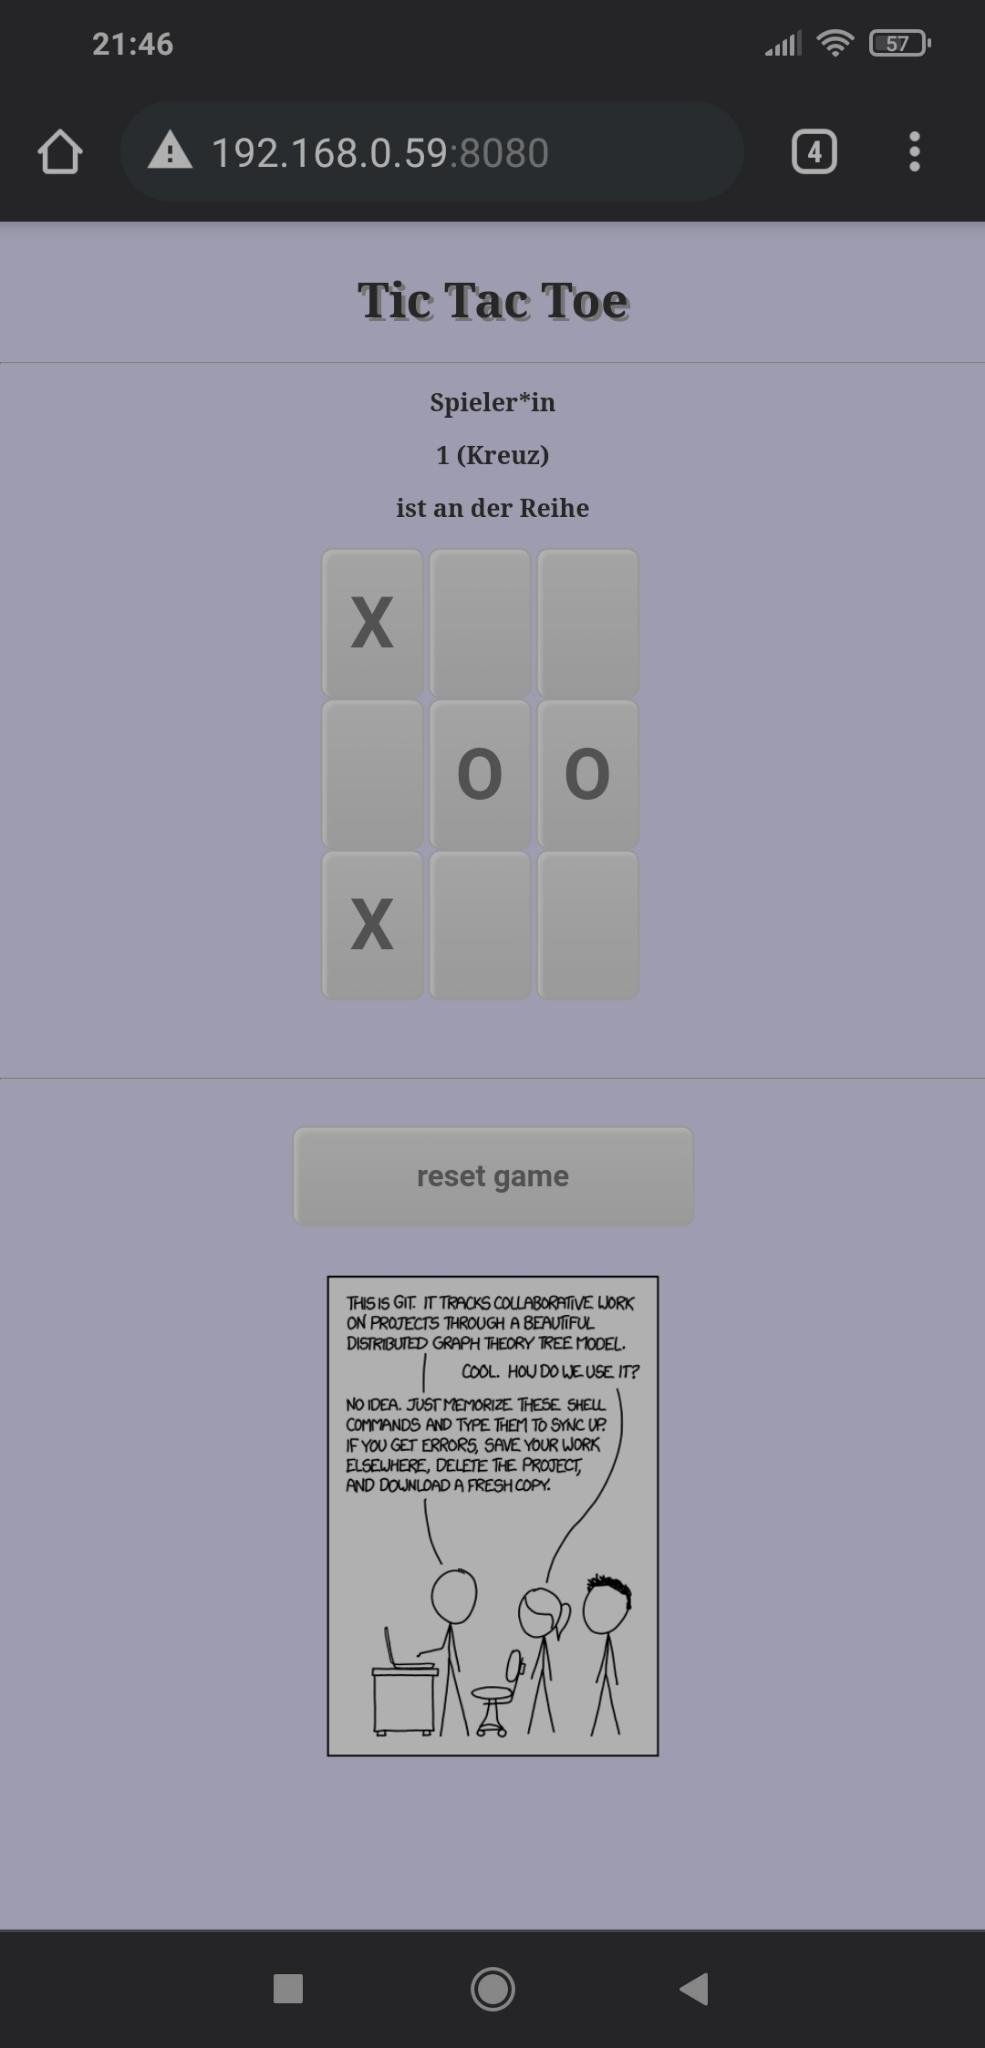 21:46
57
192.168.0.59:8080
4
Tic Tac Toe
Spieler*in
1 (Kreuz)
ist an der Reihe
X
O O
X
reset game
THIS IS GIT. IT TRACKS COLLABORATIVE WORK
ON PROJECTS THROUGH A BEAUTIFUL
DISTRIBUTED GRAPH THEORY TREE MODEL.
COOL. HOW DO WE USE IT?
NO IDEA. JUST MEMORIZE THESE SHELL
COMMANDS AND TYPE THEM TO SYNC UP.
IF YOU GET ERRORS, SAVE YOUR WORK
ELSEWHERE, DELETE THE PROJECT,
AND DOWNLOAD A FRESH COPY.